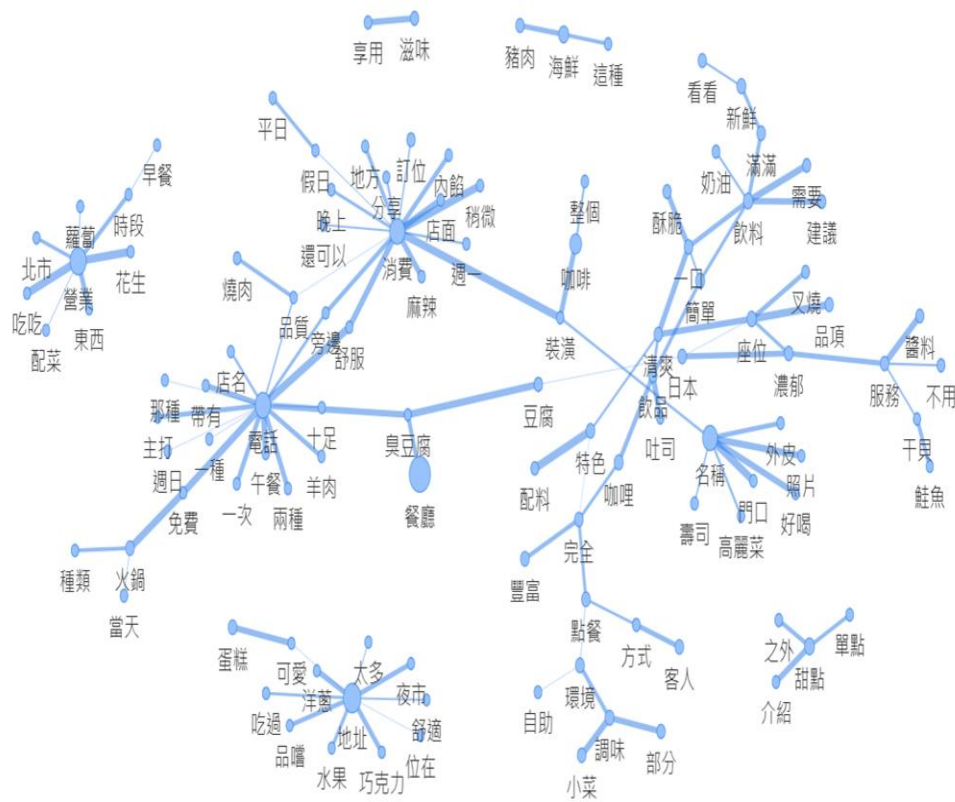 享用
滋味
豬肉
海鮮
這種
看看
新鮮
平日
早餐
假日
地方
訂位
內餡
奶油
滿滿
需要
時段
蘿蔔
分享
稍微
整個
酥脆
晚上
店面
飲料
建議
北市
花生
還可以
消費
週一
咖啡
一口
營業
燒肉
麻辣
簡單
叉燒
吃吃
東西
品質
旁邊
品項
配菜
舒服
裝潢
座位
醬料
清爽
日本
濃郁
服務
不用
店名
那種
帶有
豆腐
飲品
電話
十足
臭豆腐
吐司
干貝
主打
一種
名稱
外皮
週日
午餐
羊肉
特色
照片
鮭魚
免費
一次
兩種
餐廳
配料
咖哩
門口
好喝
壽司
高麗菜
完全
種類
火鍋
豐富
當天
點餐
方式
客人
之外
單點
蛋糕
可愛
太多
甜點
環境
夜市
介紹
洋蔥
吃過
自助
舒適
地址
品嚐
調味
部分
水果
巧克力
位在
小菜